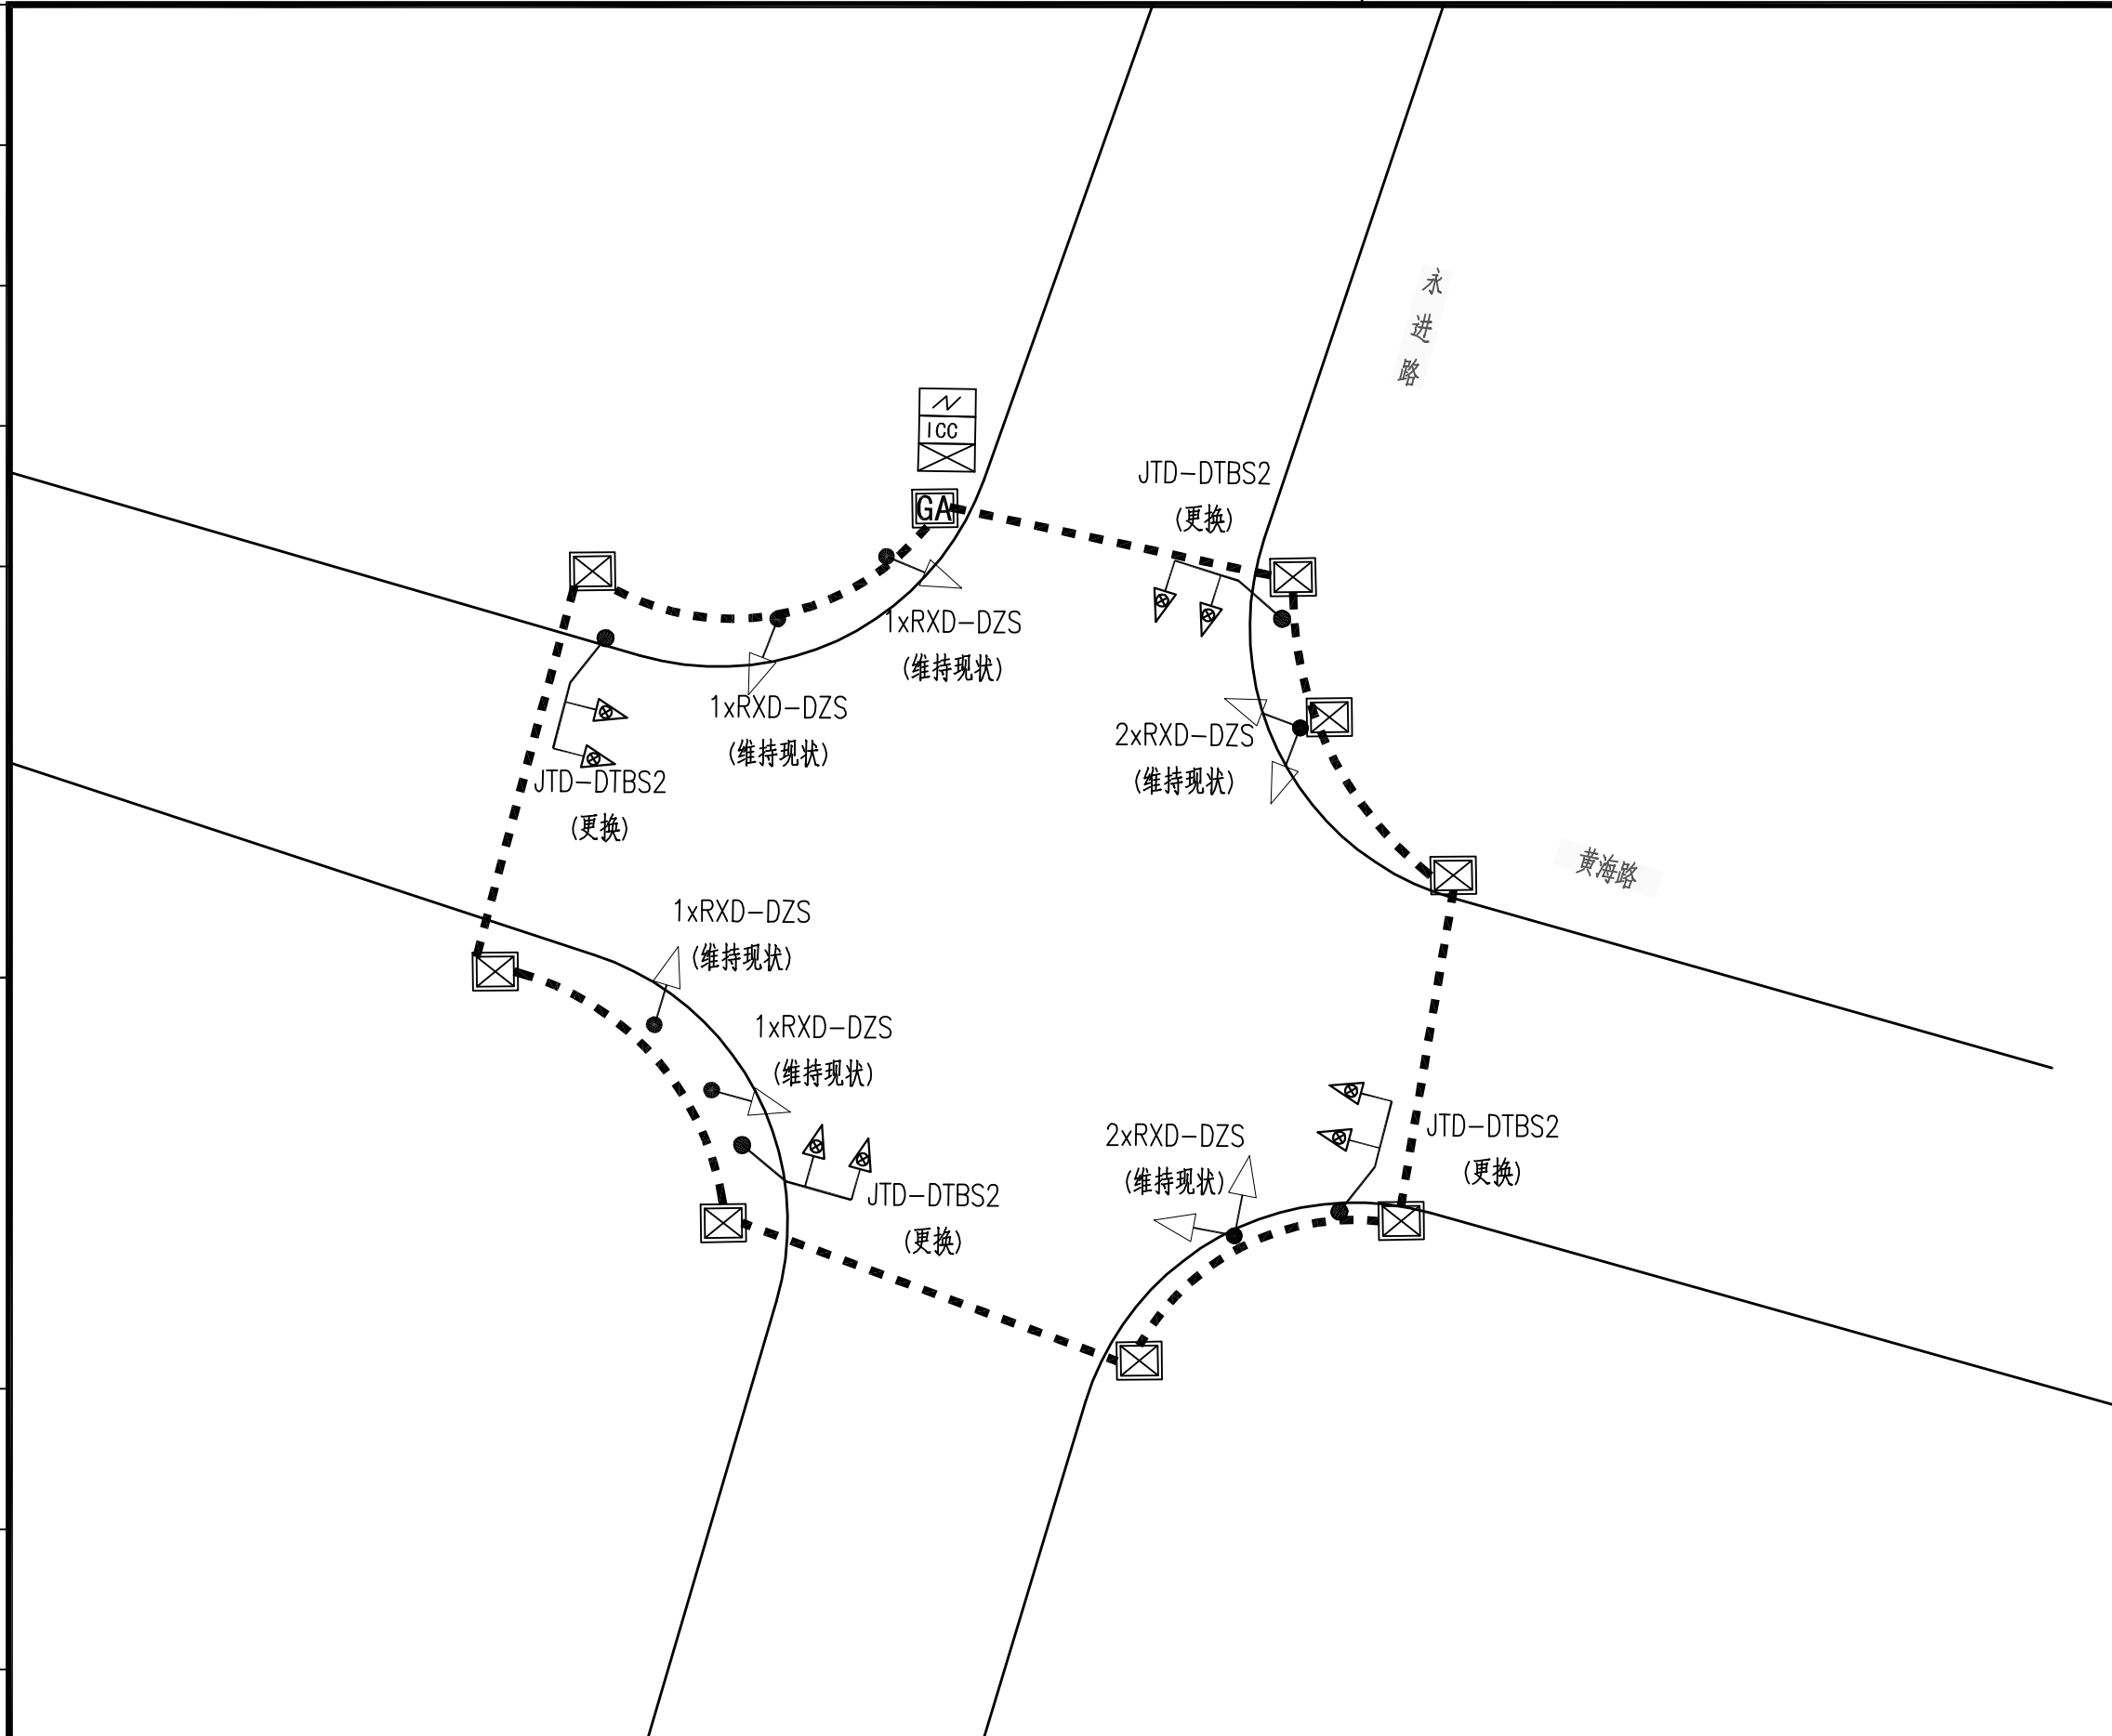 永
进
路
ICC
GA
JTD-DTBS2
(更换)
1xRXD-DZS
(维持现状)
1xRXD-DZS
(维持现状)
2xRXD-DZS
(维持现状)
JTD-DTBS2
(更换)
黄海路
1xRXD-DZS
(维持现状)
1xRXD-DZS
(维持现状)
JTD-DTBS2
(更换)
2xRXD-DZS
(维持现状)
JTD-DTBS2
(更换)